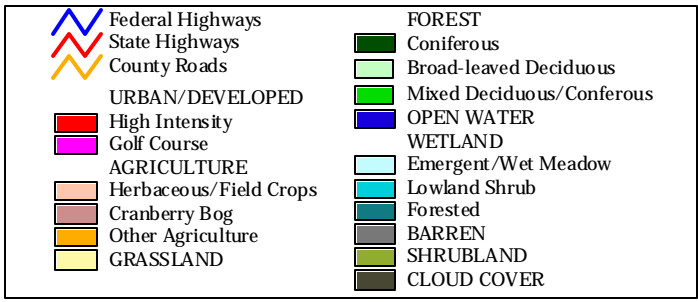 Federal Highways
State Highways
County Roads
URBAN/DEVELOPED
High Intensity
Golf Course
AGRICULTURE
Herbaceous/Field Crops
Cranberry Bog
Other Agriculture
GRASSLAND
FOREST
Coniferous
Broad-leaved Deciduous
Mixed Deciduous/Conferous
OPEN WATER
WETLAND
Emergent/Wet Meadow
Lowland Shrub
Forested
BARREN
SHRUBLAND
CLOUD COVER